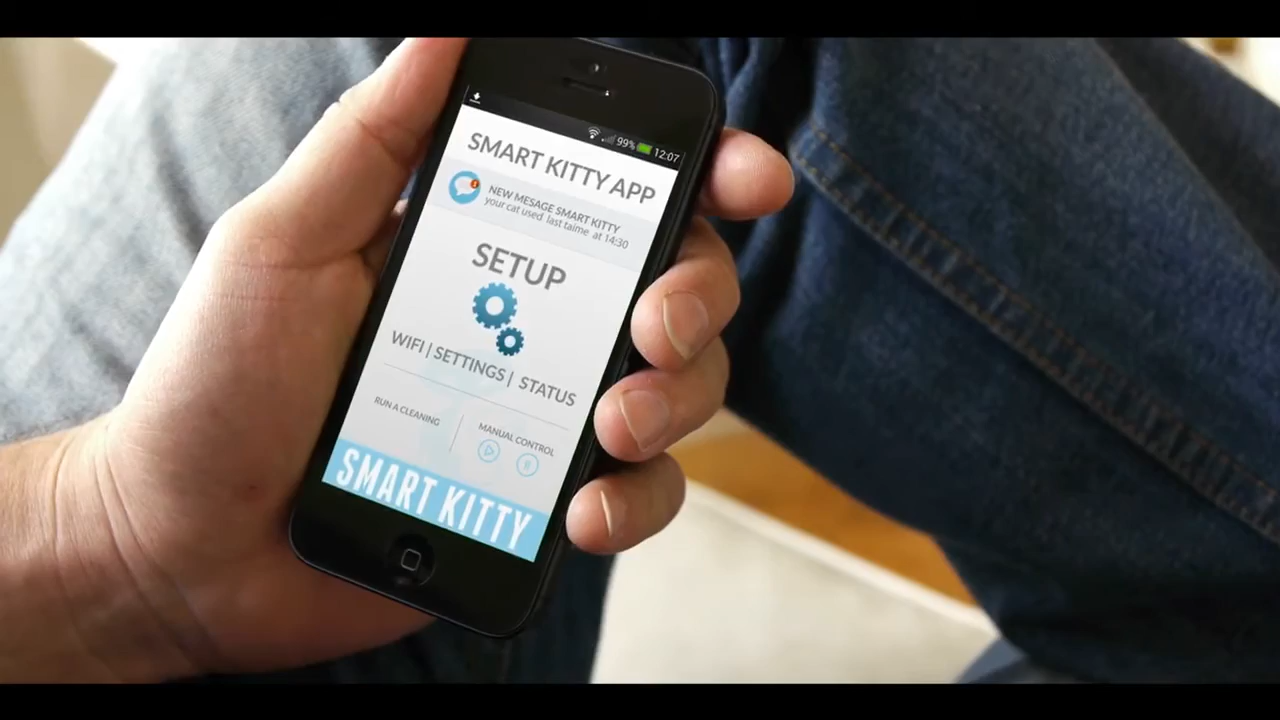 99% 12:07
SMART KITTY APP
NEW MESAGE SMART KITTY
your cat used last taime at 14:30
SETUP
WIFI | SETTINGS | STATUS
RUN A CLEANING
MANUAL CONTROL
SMART KITTY